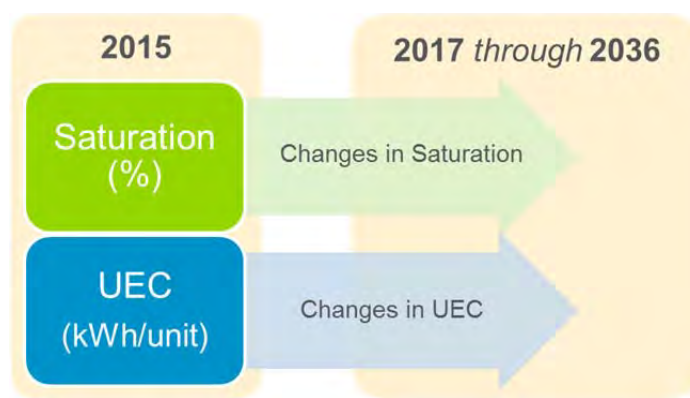 2015
2017 through 2036
Saturation
(%)
Changes in Saturation
UEC
(kWh/unit)
Changes in UEC